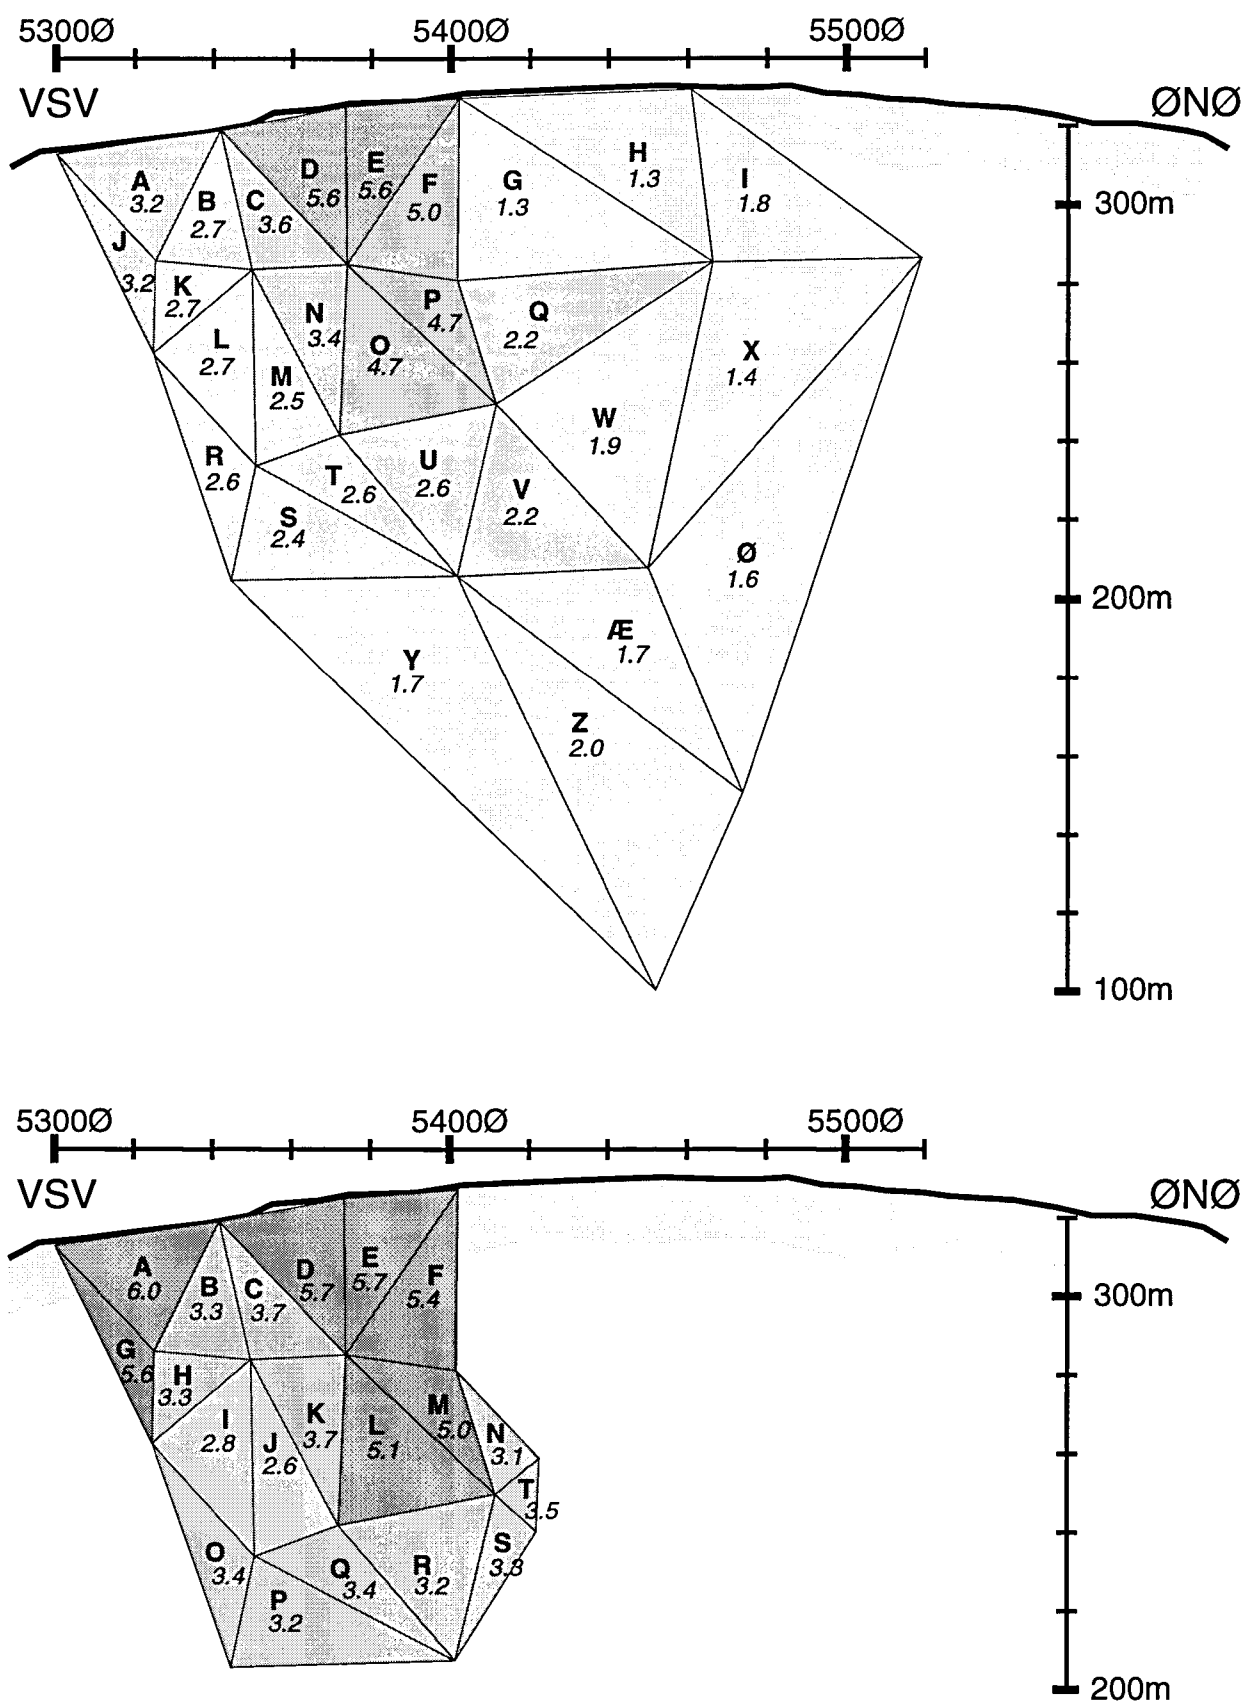 5300Ø 5400Ø 5500Ø
VSV ØNØ
A
3.2
B
2.7
C
3.6
D
5.6
E
5.6
F
5.0
G
1.3
H
1.3
I
1.8
300m
J
3.2
K
2.7
L
2.7
M
2.5
N
3.4
O
4.7
P
4.7
Q
2.2
X
1.4
W
1.9
R
2.6
S
2.4
T
2.6
U
2.6
V
2.2
Ø
1.6
200m
Y
1.7
Æ
1.7
Z
2.0
100m
5300Ø 5400Ø 5500Ø
VSV ØNØ
A
6.0
B
3.3
C
3.7
D
5.7
E
5.7
F
5.4
300m
G
5.6
H
3.3
I
2.8
J
2.6
K
3.7
L
5.1
M
5.0
N
3.1
T
3.5
O
3.4
P
3.2
Q
3.4
R
3.2
S
3.3
200m